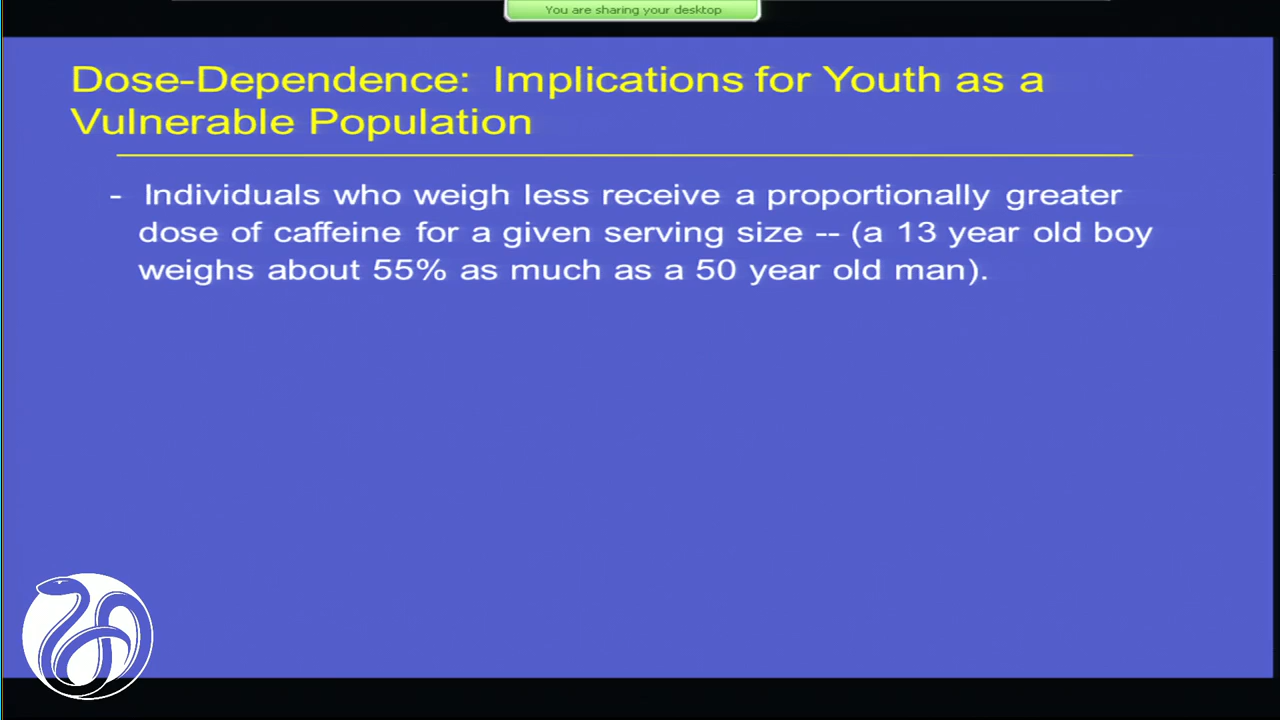 You are sharing your desktop
Dose-Dependence: Implications for Youth as a
Vulnerable Population
- Individuals who weigh less receive a proportionally greater
dose of caffeine for a given serving size -- (a 13 year old boy
weighs about 55% as much as a 50 year old man).